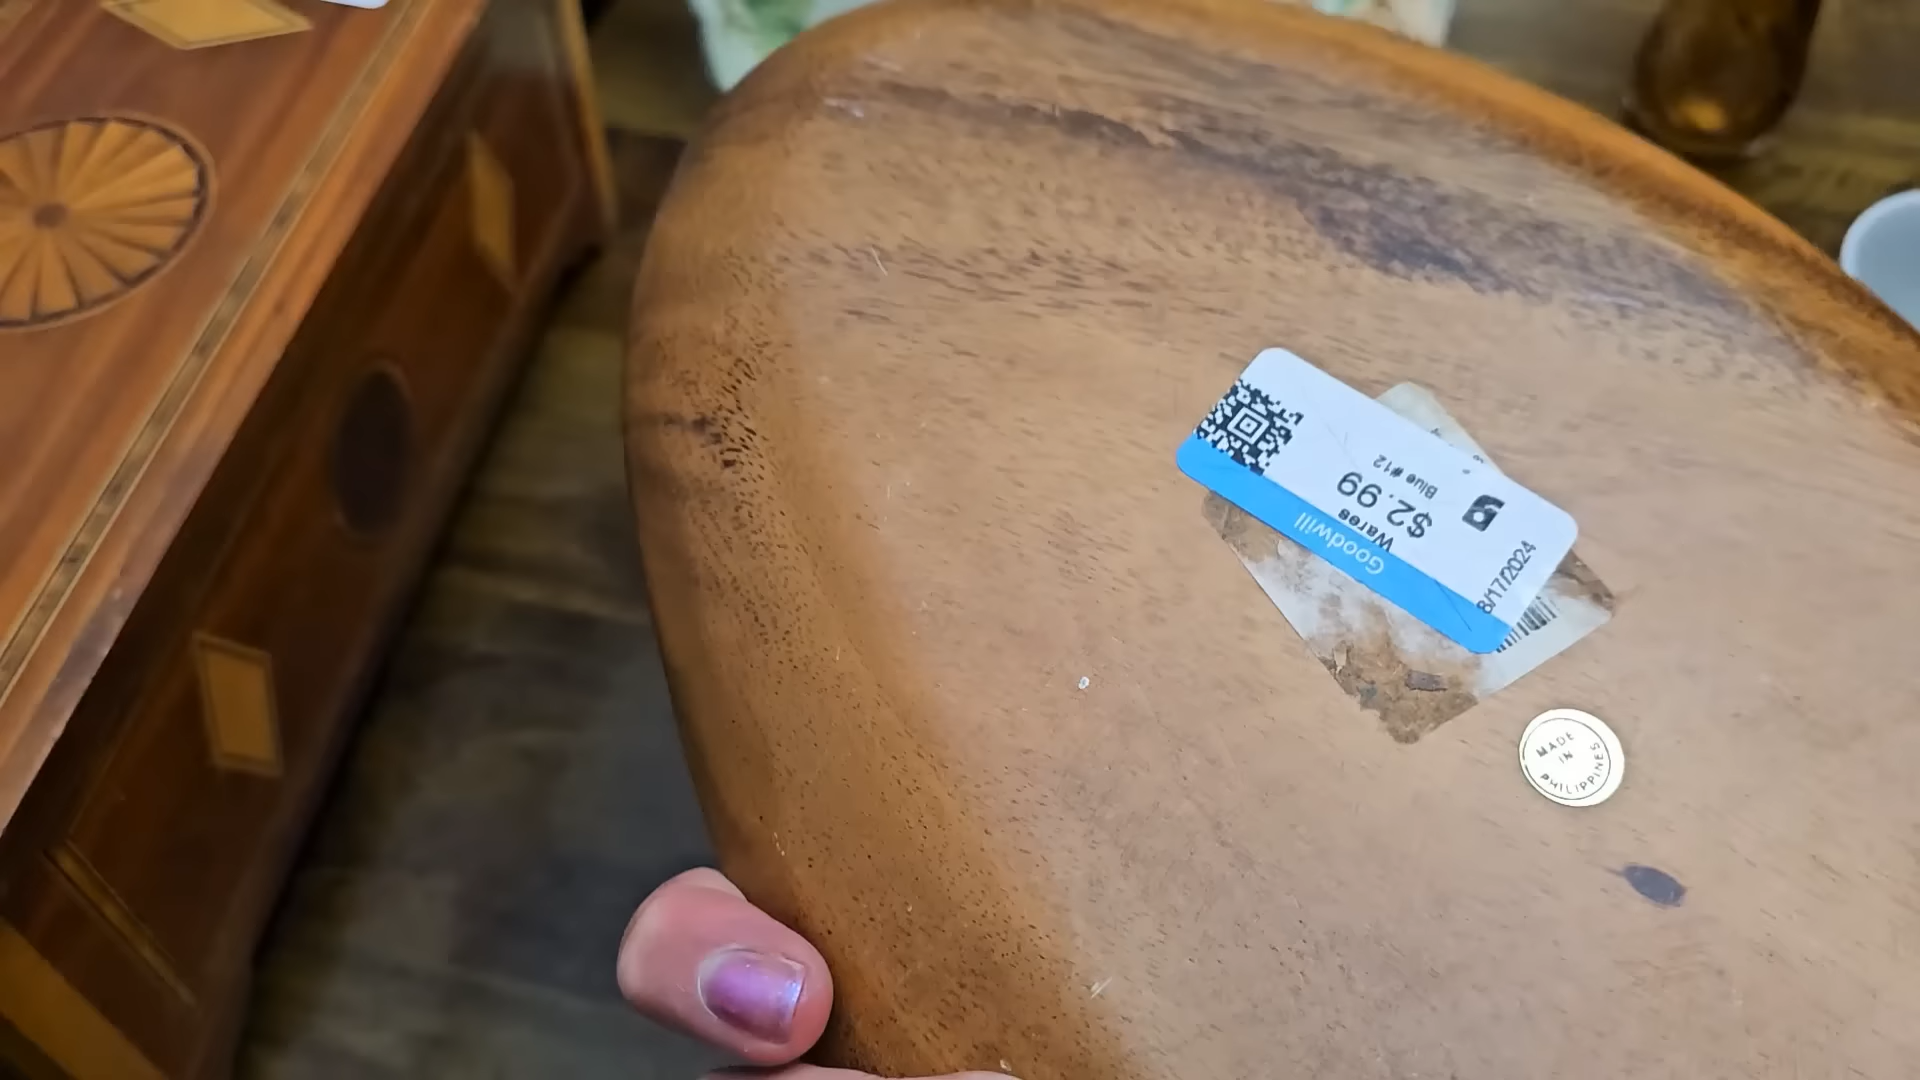 Goodwill
Wares
$2.99
Blue #12
8/17/2024
MADE
IN
PHILIPPINES